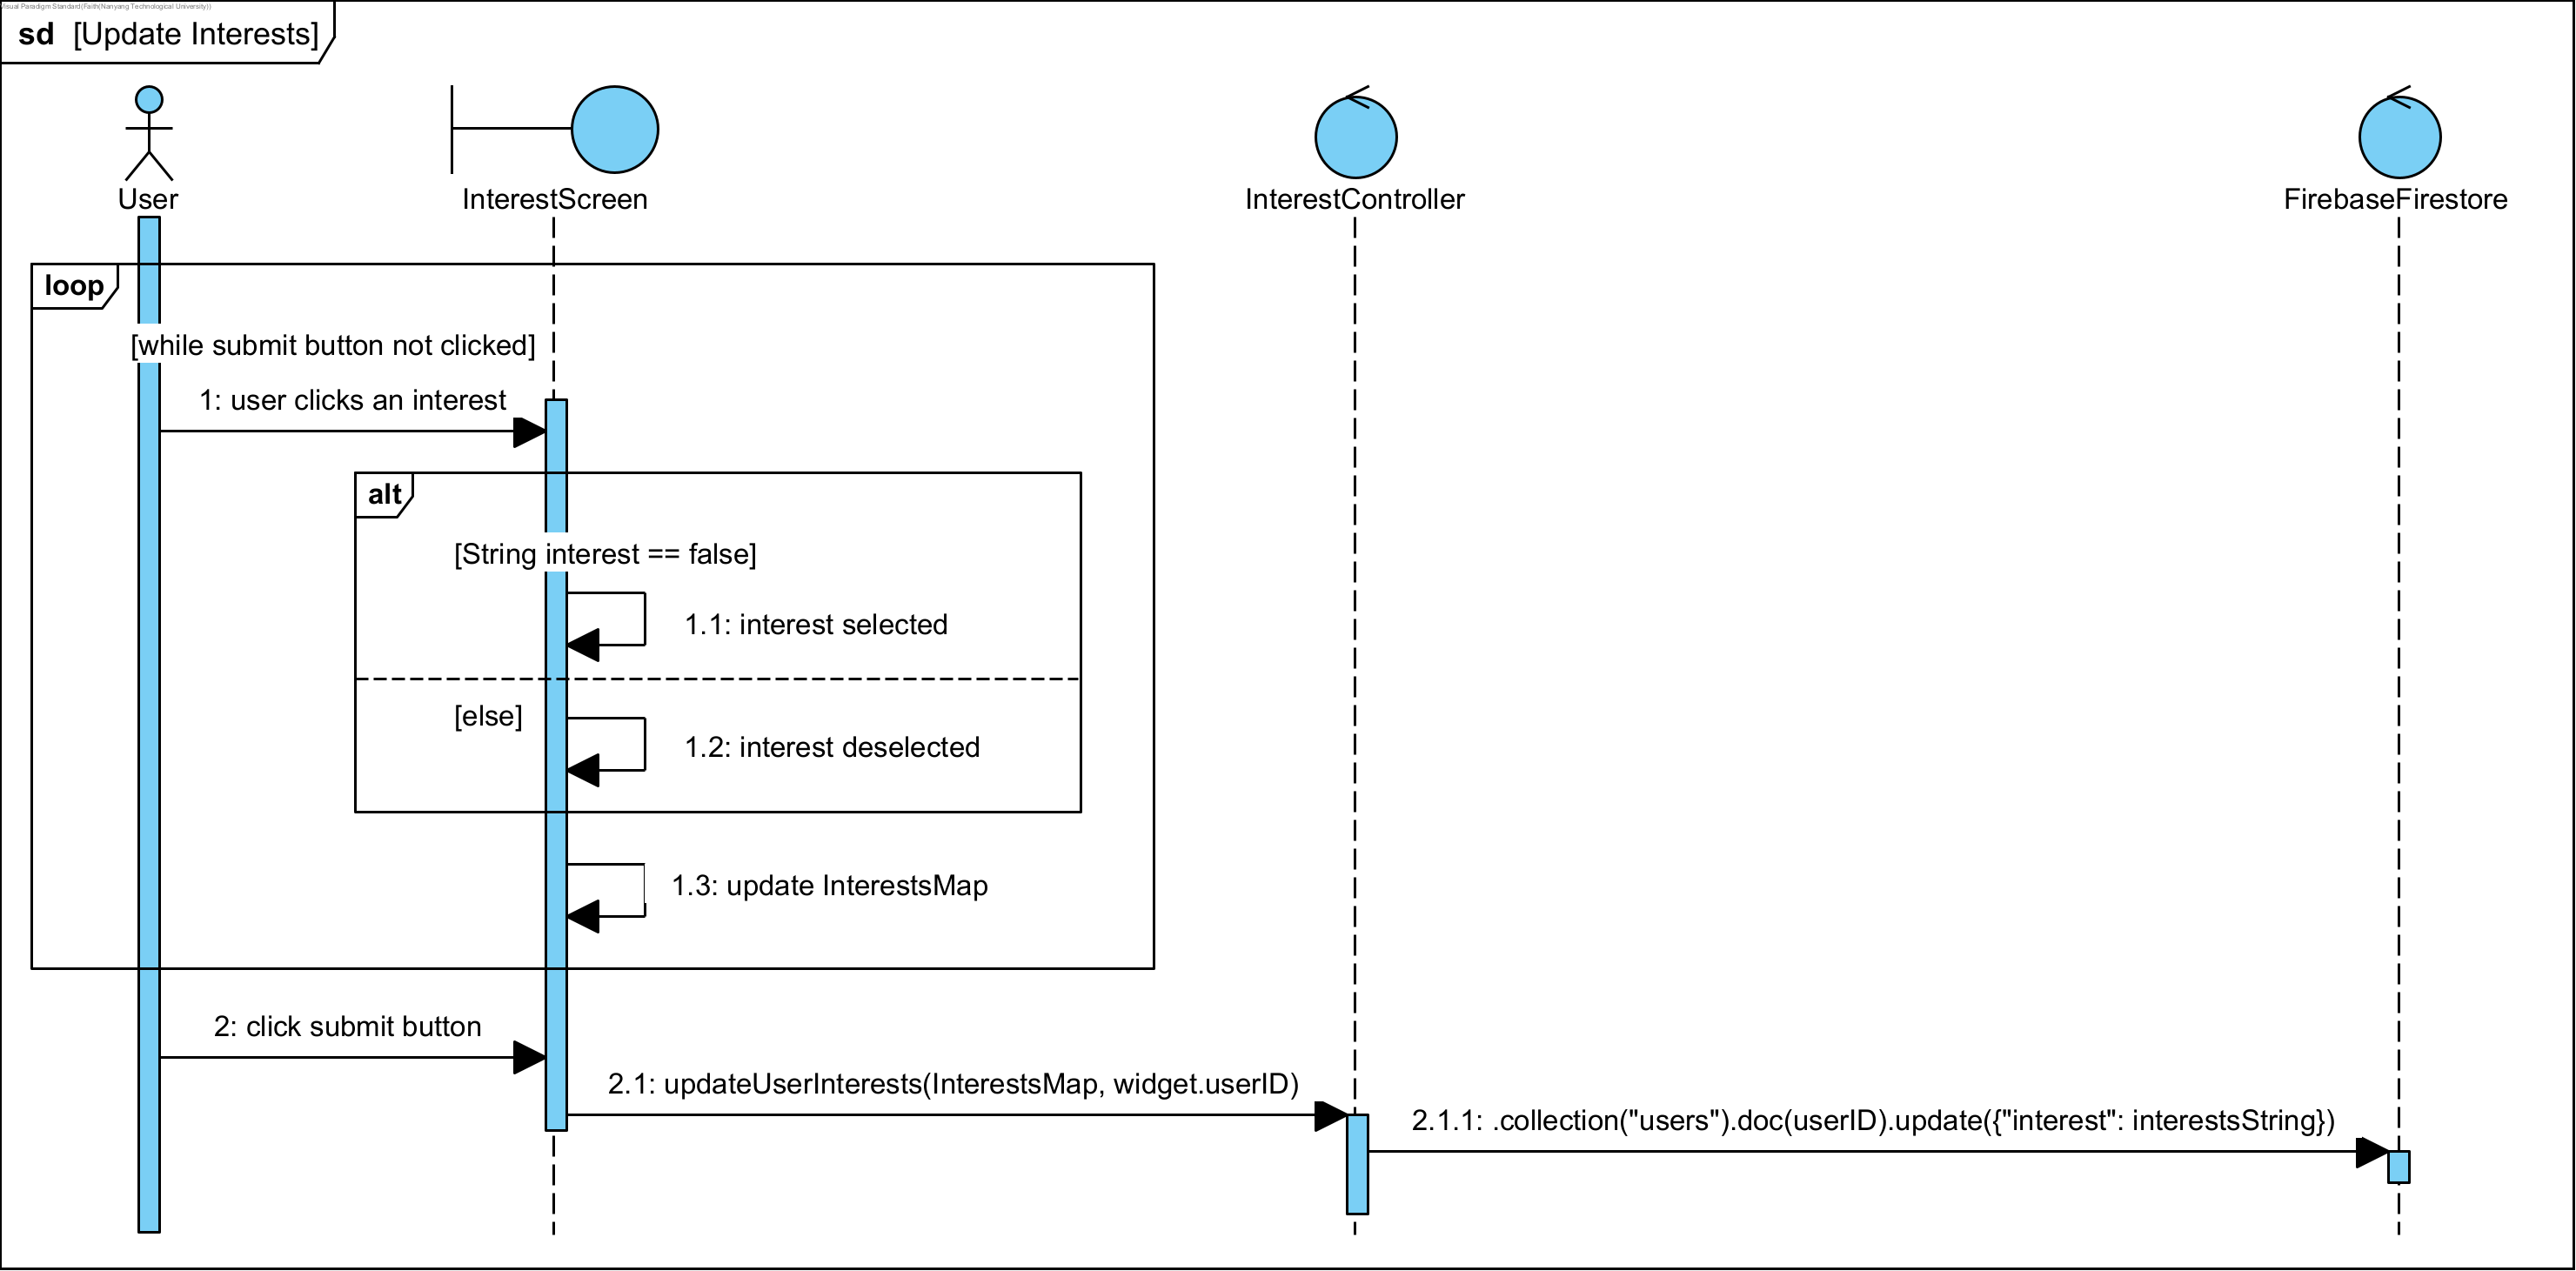 Visual Paradigm Standard(Faith(Nanyang Technological University))
sd [Update Interests]
User
InterestScreen
InterestController
FirebaseFirestore
loop
[while submit button not clicked]
1: user clicks an interest
alt
[String interest == false]
1.1: interest selected
[else]
1.2: interest deselected
1.3: update InterestsMap
2: click submit button
2.1: updateUserInterests(InterestsMap, widget.userID)
2.1.1: .collection("users").doc(userID).update({"interest": interestsString})